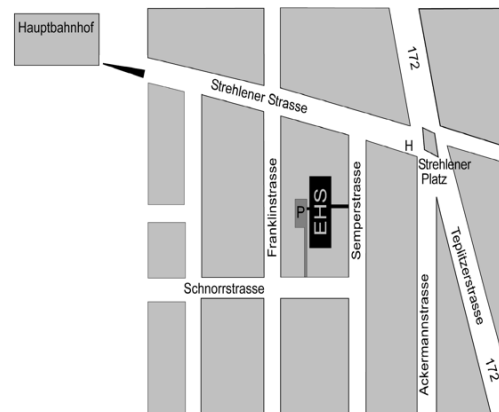 Hauptbahnhof
172
Strehlener Strasse
H
Strehlener
Platz
P
EHS
Franklinstrasse
Semperstrasse
Teplitzerstrasse
Schnorrstrasse
Ackermannstrasse
172